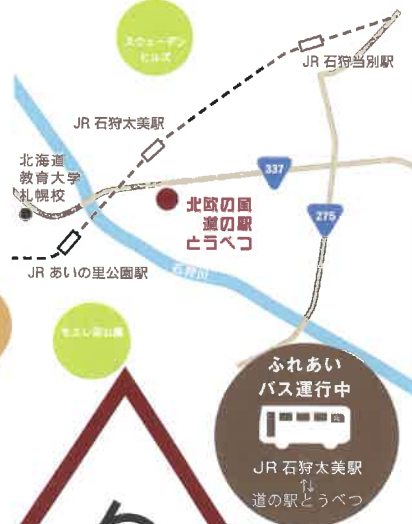 スウェーデン
ヒルズ
JR 石狩当別駅
JR 石狩太美駅
北海道
教育大学
札幌校
337
北欧の風
道の駅
とうべつ
275
JR あいの里公園駅
石狩川
ふれあい
バス運行中
JR 石狩太美駅
↑↓
道の駅とうべつ